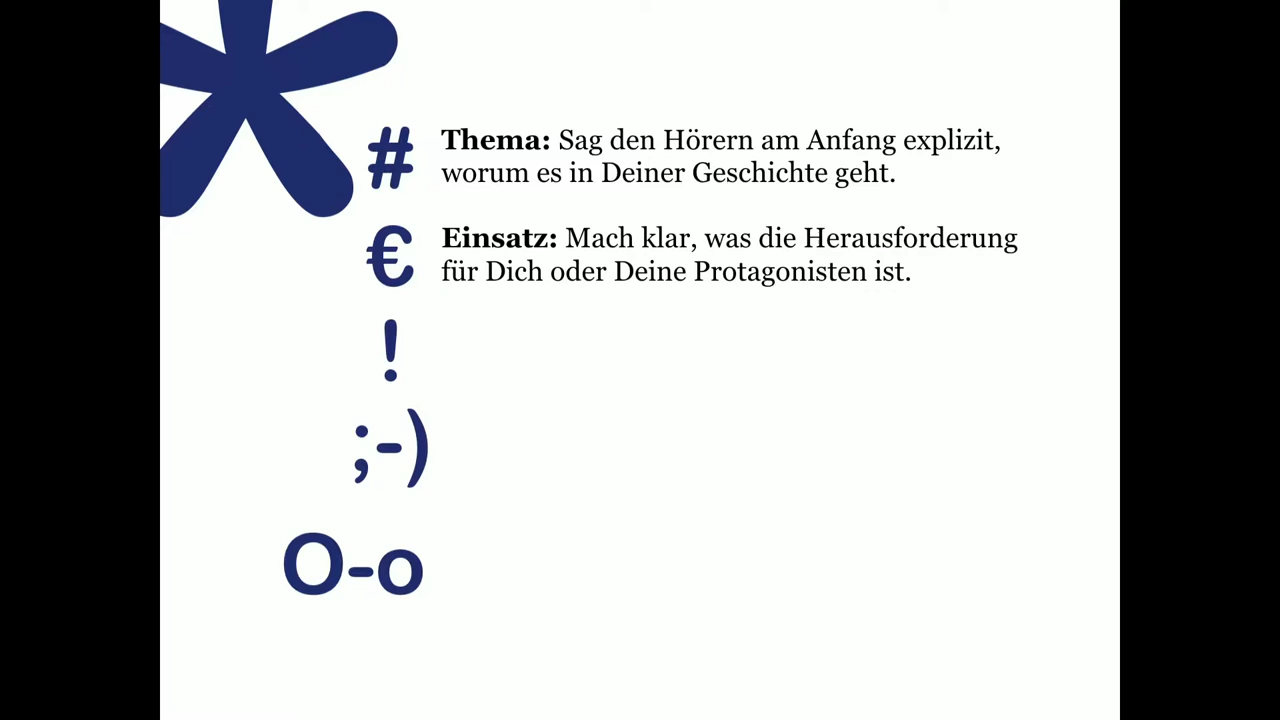 *
# Thema: Sag den Hörern am Anfang explizit,
worum es in Deiner Geschichte geht.
€ Einsatz: Mach klar, was die Herausforderung
für Dich oder Deine Protagonisten ist.
!
;-)
O-o